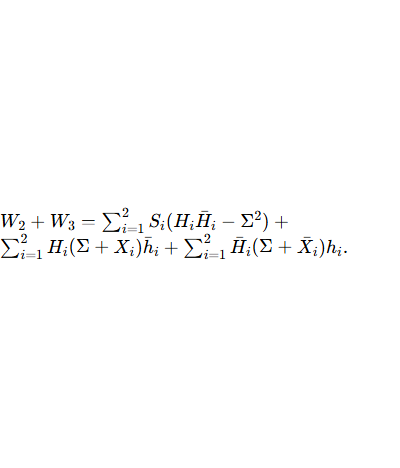 $W_2 + W_3 = \sum_{i=1}^{2} S_i(H_i\bar{H}_i - \Sigma^2) +$
$\sum_{i=1}^{2} H_i(\Sigma + X_i)\bar{h}_i + \sum_{i=1}^{2} \bar{H}_i(\Sigma + \bar{X}_i)h_i.$